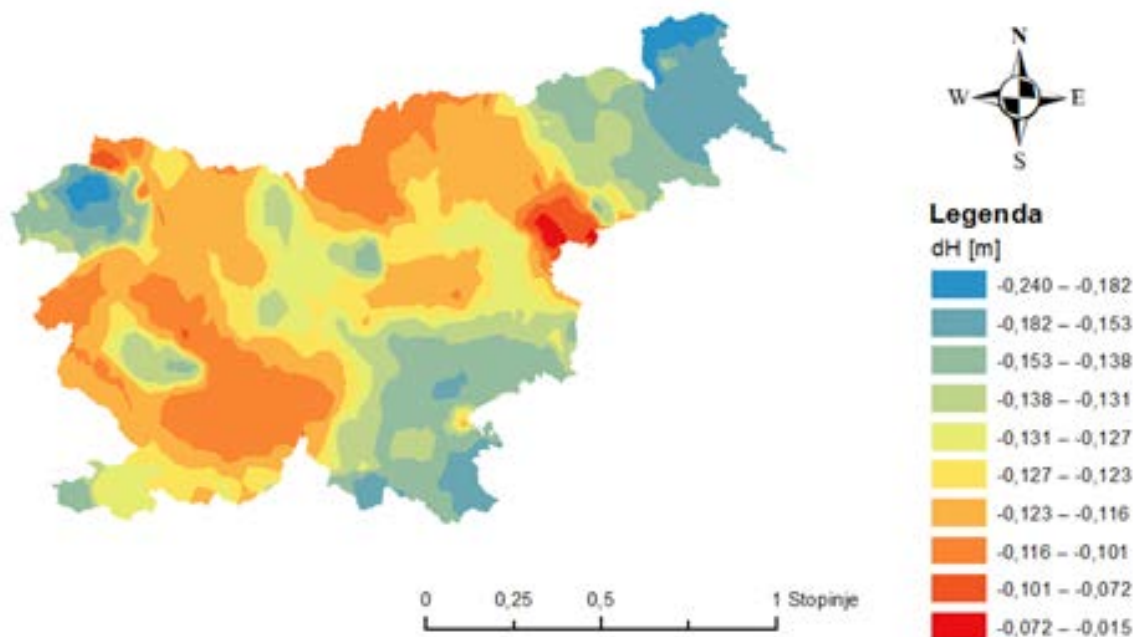 N
W E
S
Legenda
dH [m]
-0,240 – -0,182
-0,182 – -0,153
-0,153 – -0,138
-0,138 – -0,131
-0,131 – -0,127
-0,127 – -0,123
-0,123 – -0,116
-0,116 – -0,101
-0,101 – -0,072
-0,072 – -0,015
0 0,25 0,5 1 Stopinje